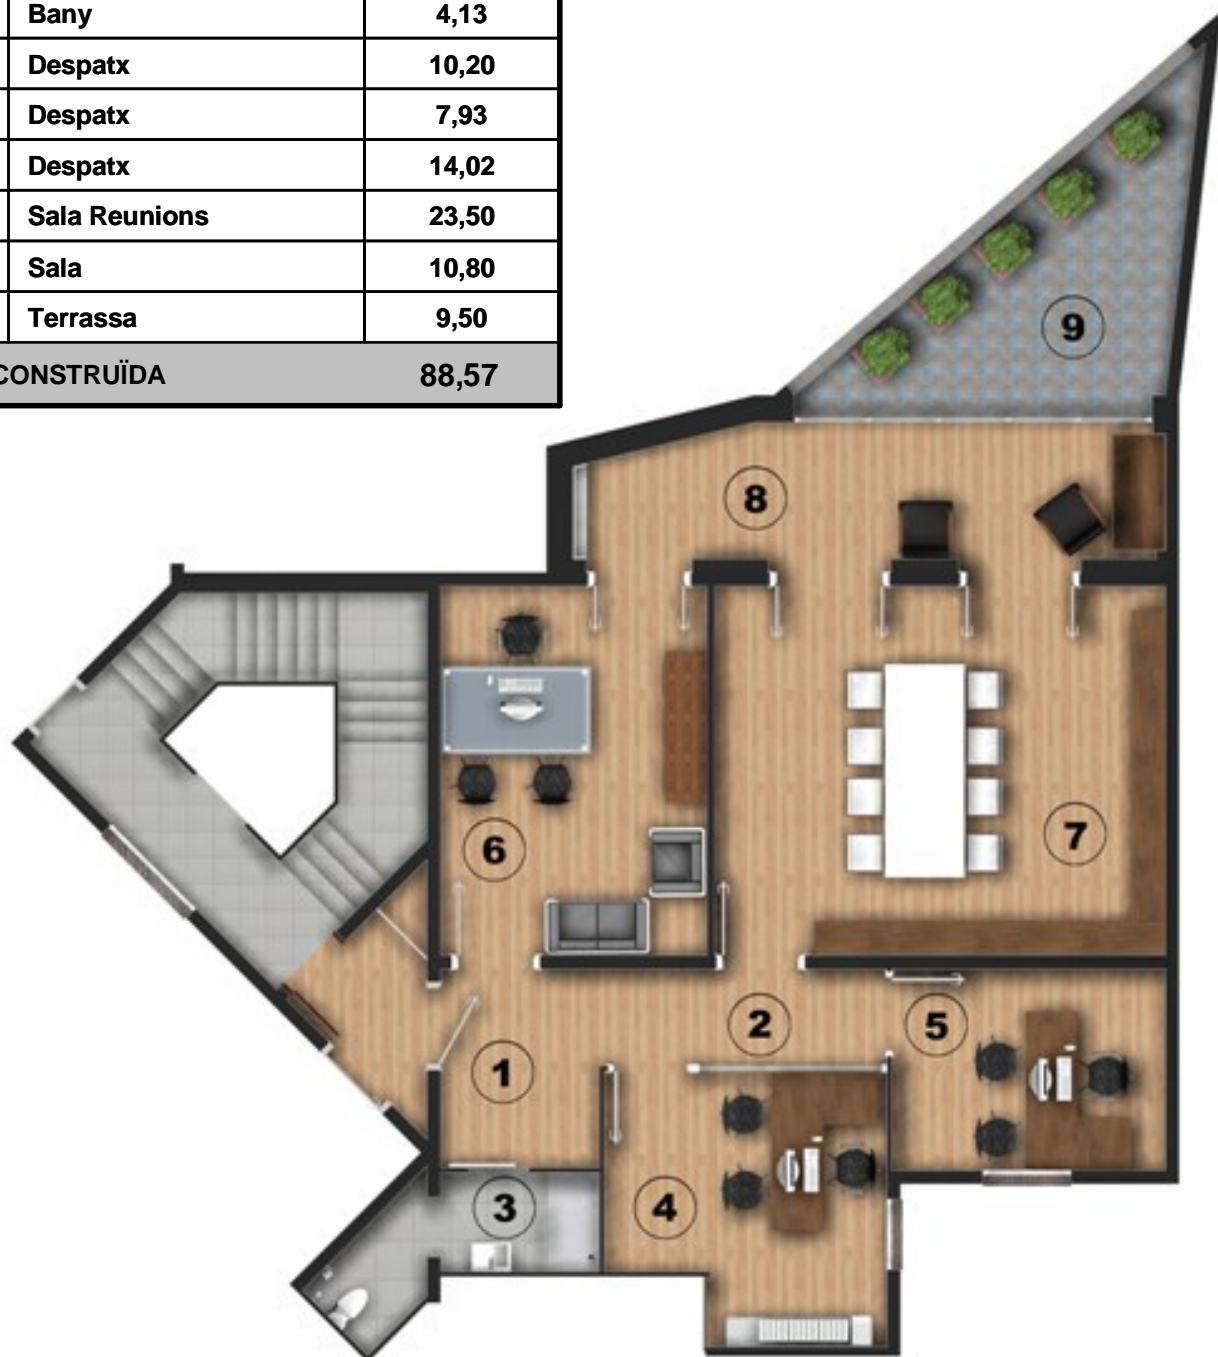 Bany 4,13
Despatx 10,20
Despatx 7,93
Despatx 14,02
Sala Reunions 23,50
Sala 10,80
Terrassa 9,50
CONSTRUÏDA 88,57
9
8
7
6
2
5
1
3
4